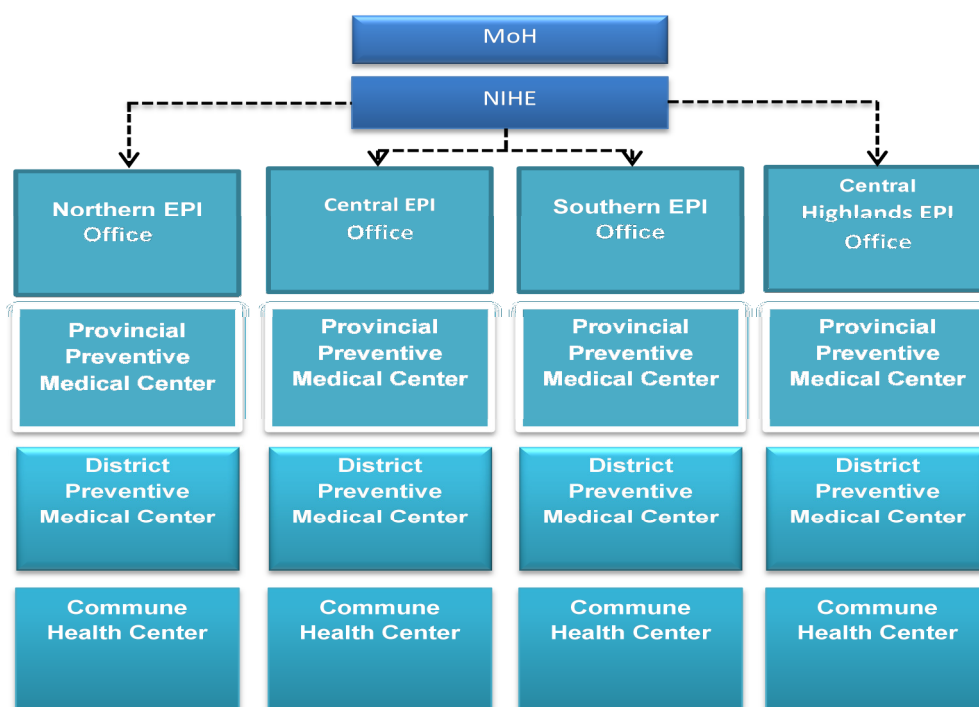 MoH
NIHE
Northern EPI
Office
Central EPI
Office
Southern EPI
Office
Central
Highlands EPI
Office
Provincial
Preventive
Medical Center
Provincial
Preventive
Medical Center
Provincial
Preventive
Medical Center
Provincial
Preventive
Medical Center
District
Preventive
Medical Center
District
Preventive
Medical Center
District
Preventive
Medical Center
District
Preventive
Medical Center
Commune
Health Center
Commune
Health Center
Commune
Health Center
Commune
Health Center